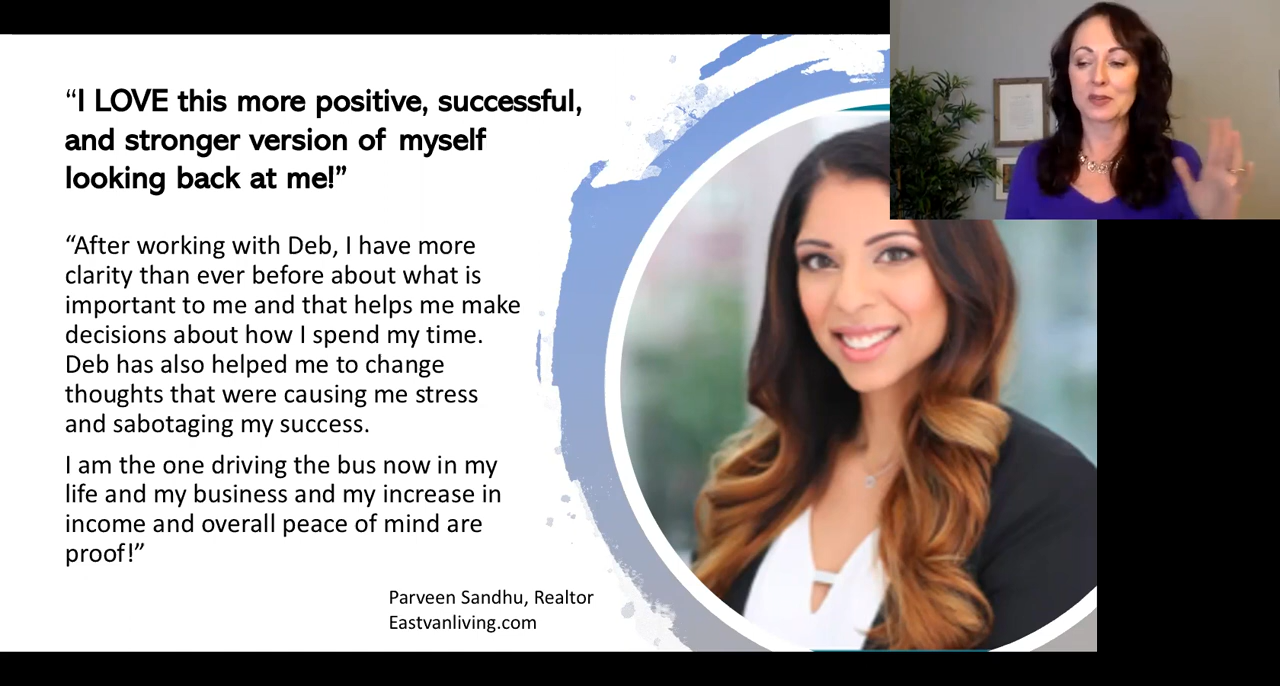 “I LOVE this more positive, successful,
and stronger version of myself
looking back at me!”
“After working with Deb, I have more
clarity than ever before about what is
important to me and that helps me make
decisions about how I spend my time.
Deb has also helped me to change
thoughts that were causing me stress
and sabotaging my success.
I am the one driving the bus now in my
life and my business and my increase in
income and overall peace of mind are
proof!”
Parveen Sandhu, Realtor
Eastvanliving.com